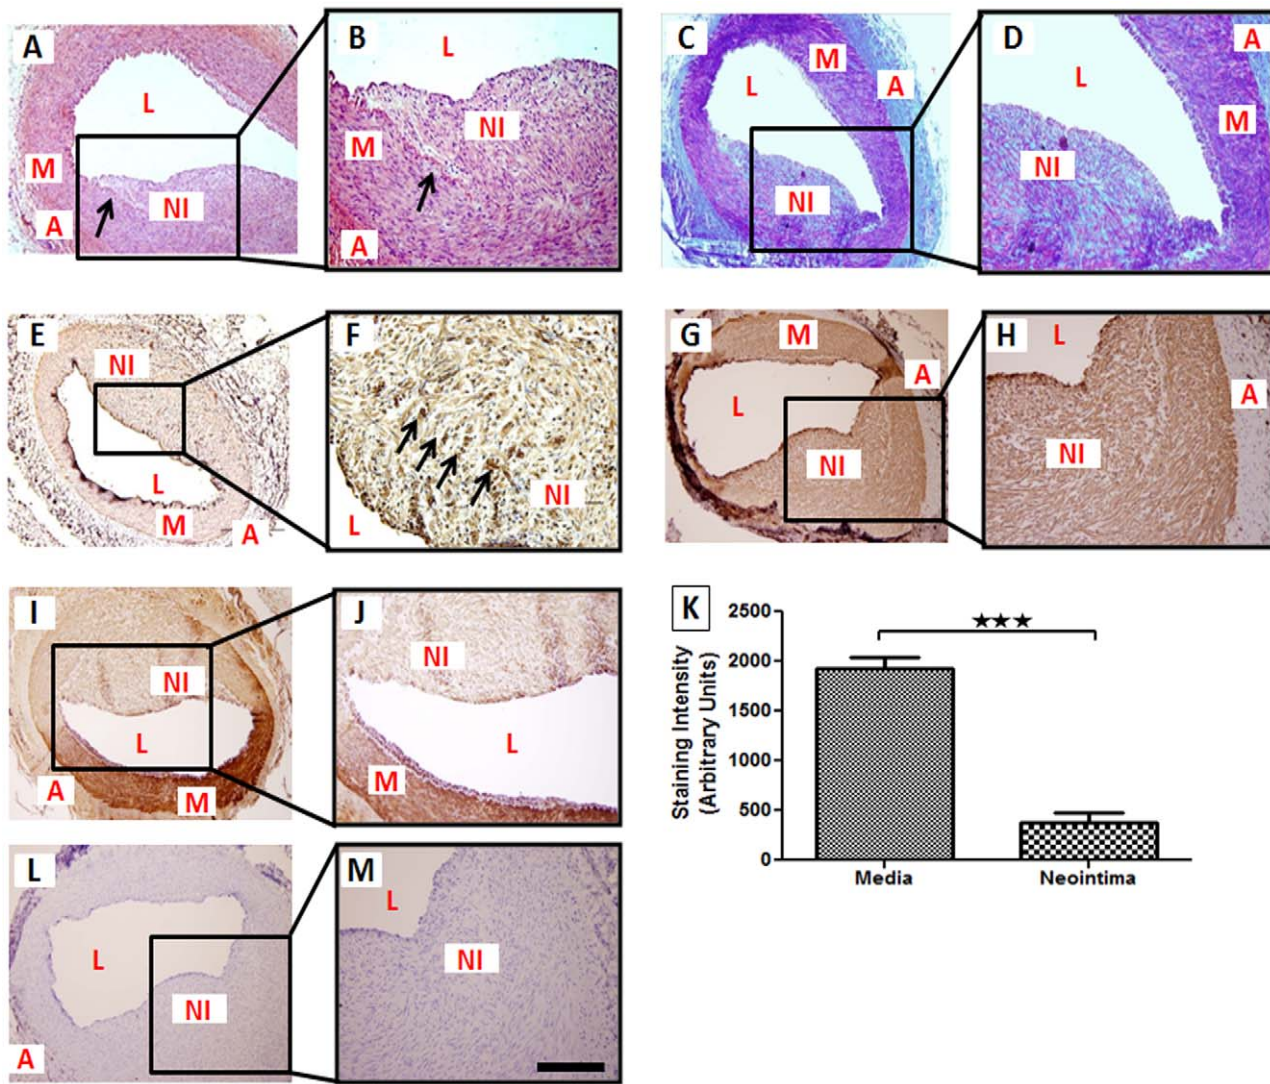 A
L
M
NI
A
B
L
NI
M
A
C
M
A
L
NI
D
A
L
M
NI
E
NI
L
M
A
F
NI
L
G
M
A
L
NI
H
L
A
NI
I
NI
L
A
M
J
NI
L
M
K
2500
2000
1500
1000
500
0
Staining Intensity
(Arbitrary Units)
★★★
Media
Neointima
L
L
NI
A
M
L
NI